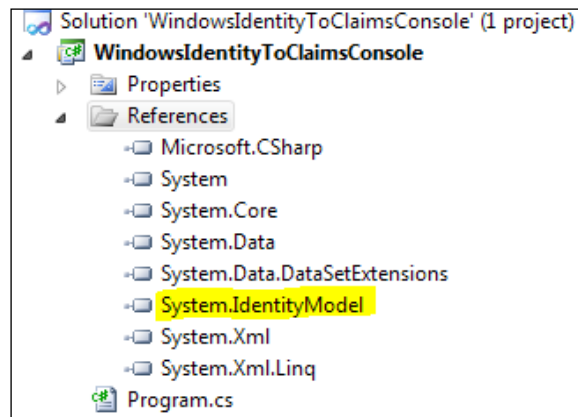 Solution 'WindowsIdentityToClaimsConsole' (1 project)
WindowsIdentityToClaimsConsole
Properties
References
Microsoft.CSharp
System
System.Core
System.Data
System.Data.DataSetExtensions
System.IdentityModel
System.Xml
System.Xml.Linq
Program.cs